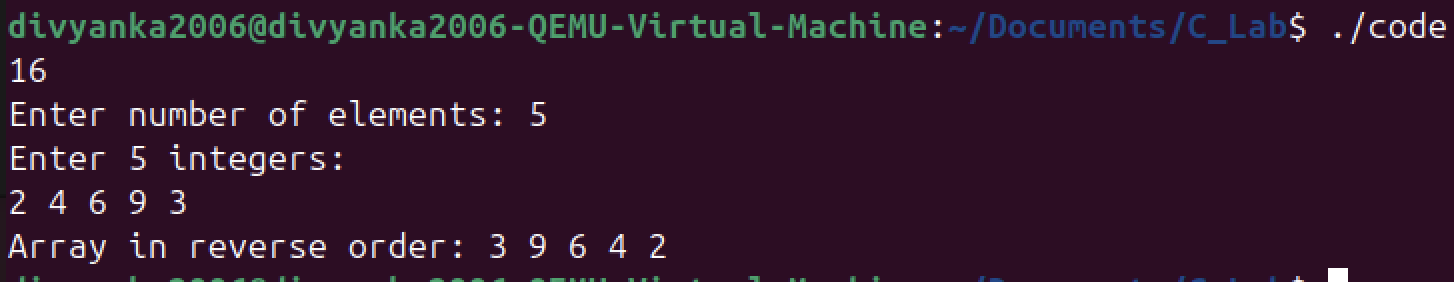 divyanka2006@divyanka2006-QEMU-Virtual-Machine:~/Documents/C_Lab$ ./code
16
Enter number of elements: 5
Enter 5 integers:
2 4 6 9 3
Array in reverse order: 3 9 6 4 2